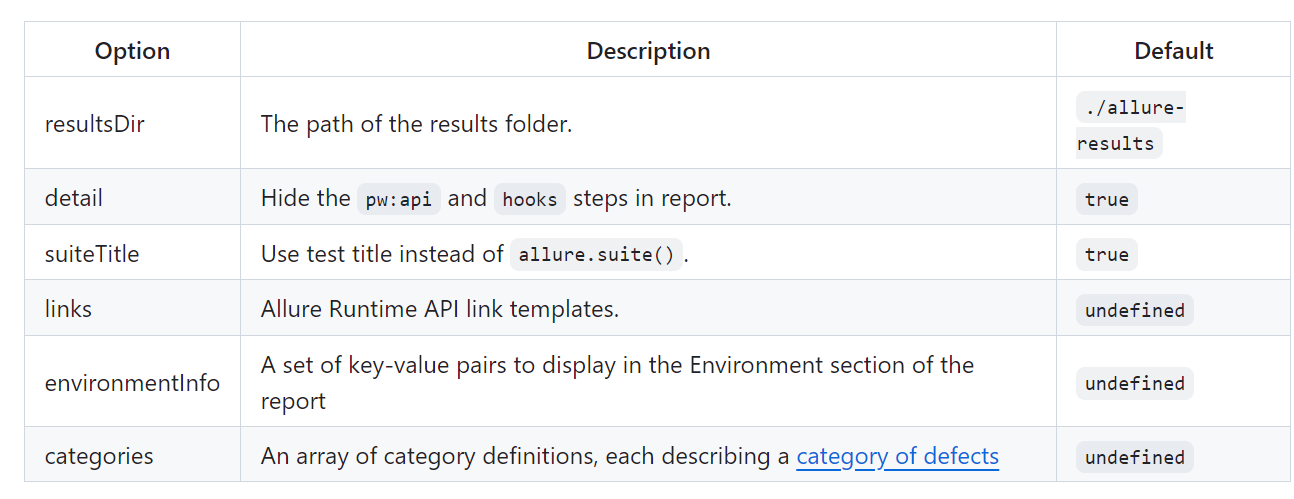 Option Description Default
resultsDir The path of the results folder. ./allure-
results
detail Hide the pw:api and hooks steps in report. true
suiteTitle Use test title instead of allure.suite(). true
links Allure Runtime API link templates. undefined
environmentInfo A set of key-value pairs to display in the Environment section of the
report undefined
categories An array of category definitions, each describing a category of defects undefined